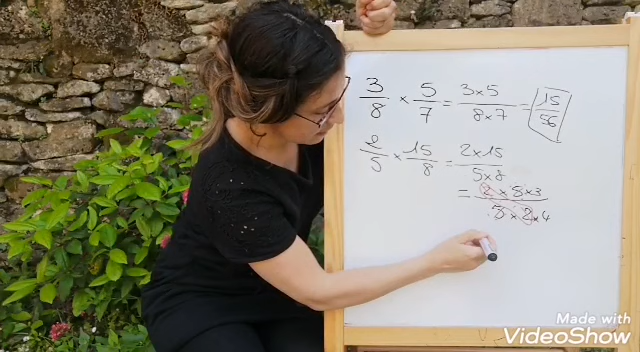 3/8 × 5/7 = 3×5/8×7 = 15/56
2/5 × 15/8 = 2×15/5×8
= 2×5×3/5×2×4
Made with
VideoShow